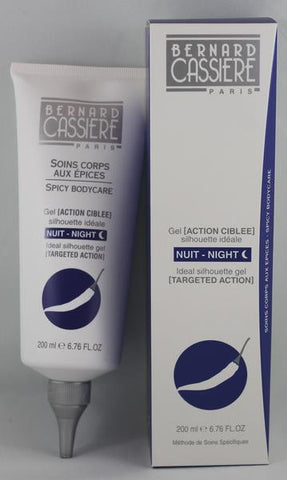 BERNARD
CASSIERE
PARIS
SOINS CORPS
AUX ÉPICES
SPICY BODYCARE
Gel [ACTION CIBLEE]
silhouette idéale
NUIT - NIGHT
Ideal silhouette gel
[TARGETED ACTION]
200 ml e 6.76 FL.OZ
BERNARD
CASSIERE
PARIS
Gel [ACTION CIBLEE]
silhouette idéale
NUIT - NIGHT
Ideal silhouette gel
[TARGETED ACTION]
200 ml e 6.76 FL.OZ
Méthode de Soins Spécifiques
SOINS CORPS AUX ÉPICES - SPICY BODYCARE